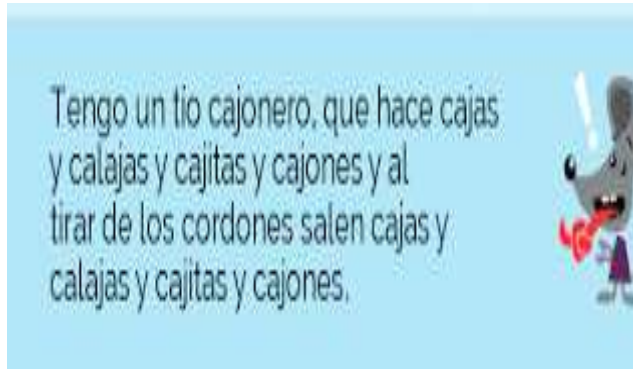 Tengo un tio cajonero, que hace cajas
y calajas y cajitas y cajones y al
tirar de los cordones salen cajas y
calajas y cajitas y cajones.